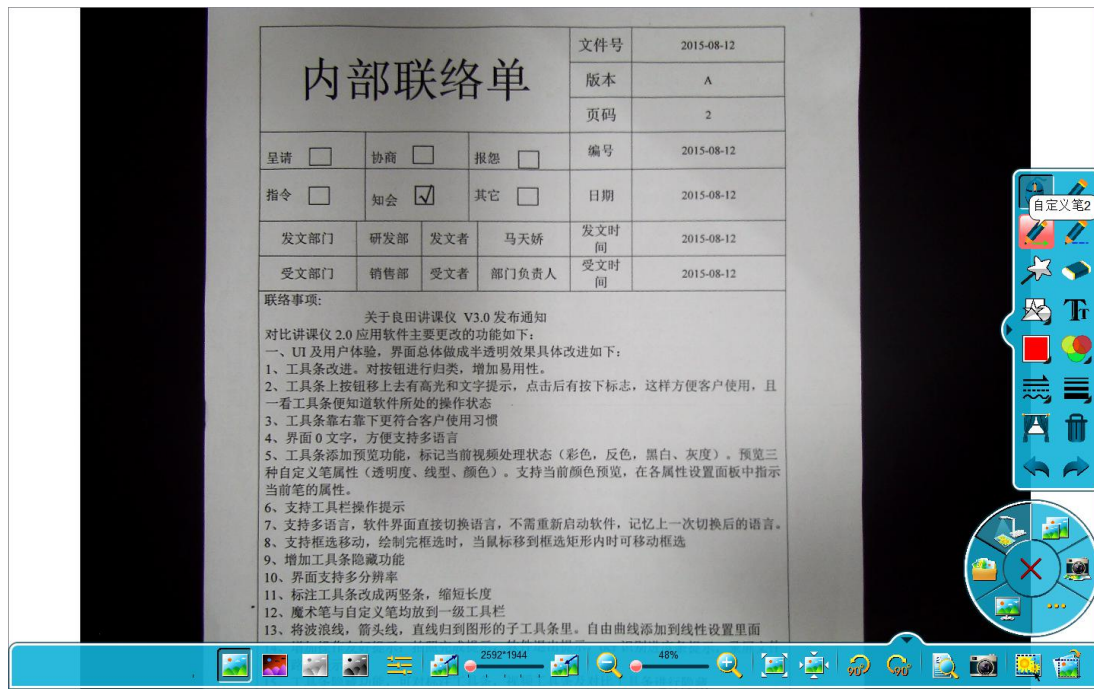 内部联络单
文件号 2015-08-12
版本 A
页码 2
呈请 协商 报怨 编号 2015-08-12
指令 知会 √ 其它 日期 2015-08-12
发文部门 研发部 发文者 马天娇 发文时间 2015-08-12
受文部门 销售部 受文者 部门负责人 受文时间 2015-08-12
联络事项:
关于良田讲课仪 V3.0 发布通知
对比讲课仪 2.0 应用软件主要更改的功能如下:
一、UI 及用户体验，界面总体做成半透明效果具体改进如下:
1、工具条改进。对按钮进行归类，增加易用性。
2、工具条上按钮移上去有高光和文字提示，点击后有按下标志，这样方便客户使用，且
一看工具条便知道软件所处的操作状态
3、工具条靠右靠下更符合客户使用习惯
4、界面 0 文字，方便支持多语言
5、工具条添加预览功能，标记当前视频处理状态（彩色，反色，黑白、灰度）。预览三
种自定义笔属性（透明度、线型、颜色）。支持当前颜色预览，在各属性设置面板中指示
当前笔的属性。
6、支持工具栏操作提示
7、支持多语言，软件界面直接切换语言，不需重新启动软件，记忆上一次切换后的语言。
8、支持框选移动，绘制完框选时，当鼠标移到框选矩形内时可移动框选
9、增加工具条隐藏功能
10、界面支持多分辨率
11、标注工具条改成两竖条，缩短长度
12、魔术笔与自定义笔均放到一级工具栏
13、将波浪线，箭头线，直线归到图形的子工具条里。自由曲线添加到线性设置里面
自定义笔2
TT
2592*1944
48%
90°
90°